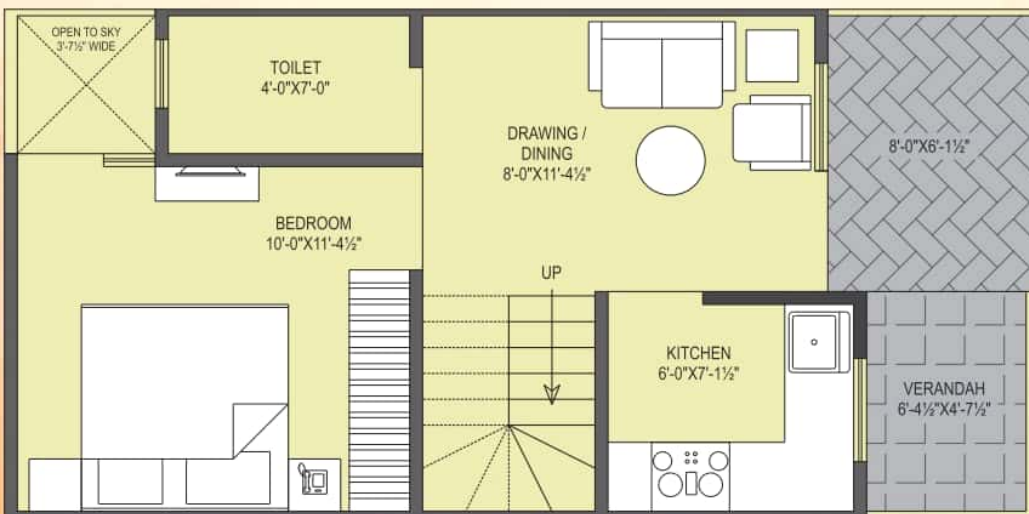 OPEN TO SKY
3'-7½" WIDE
TOILET
4'-0"X7'-0"
DRAWING /
DINING
8'-0"X11'-4½"
8'-0"X6'-1½"
BEDROOM
10'-0"X11'-4½"
UP
KITCHEN
6'-0"X7'-1½"
VERANDAH
6'-4½"X4'-7½"